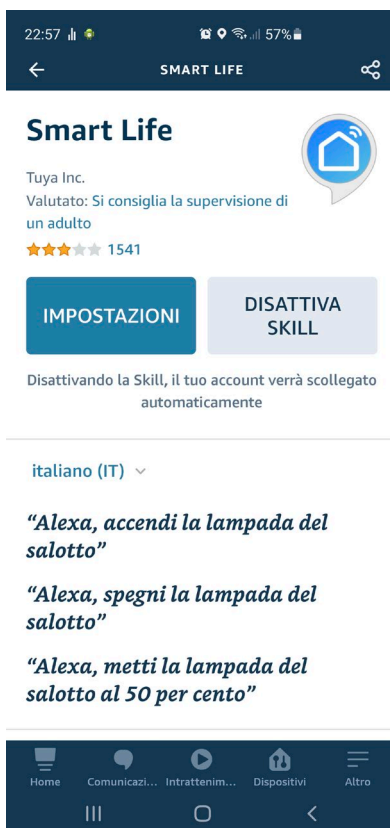 22:57 57%
SMART LIFE
Smart Life
Tuya Inc.
Valutato: Si consiglia la supervisione di
un adulto
1541
IMPOSTAZIONI
DISATTIVA
SKILL
Disattivando la Skill, il tuo account verrà scollegato
automaticamente
italiano (IT)
“Alexa, accendi la lampada del
salotto”
“Alexa, spegni la lampada del
salotto”
“Alexa, metti la lampada del
salotto al 50 per cento”
Home Comunicazi... Intrattenim... Dispositivi Altro